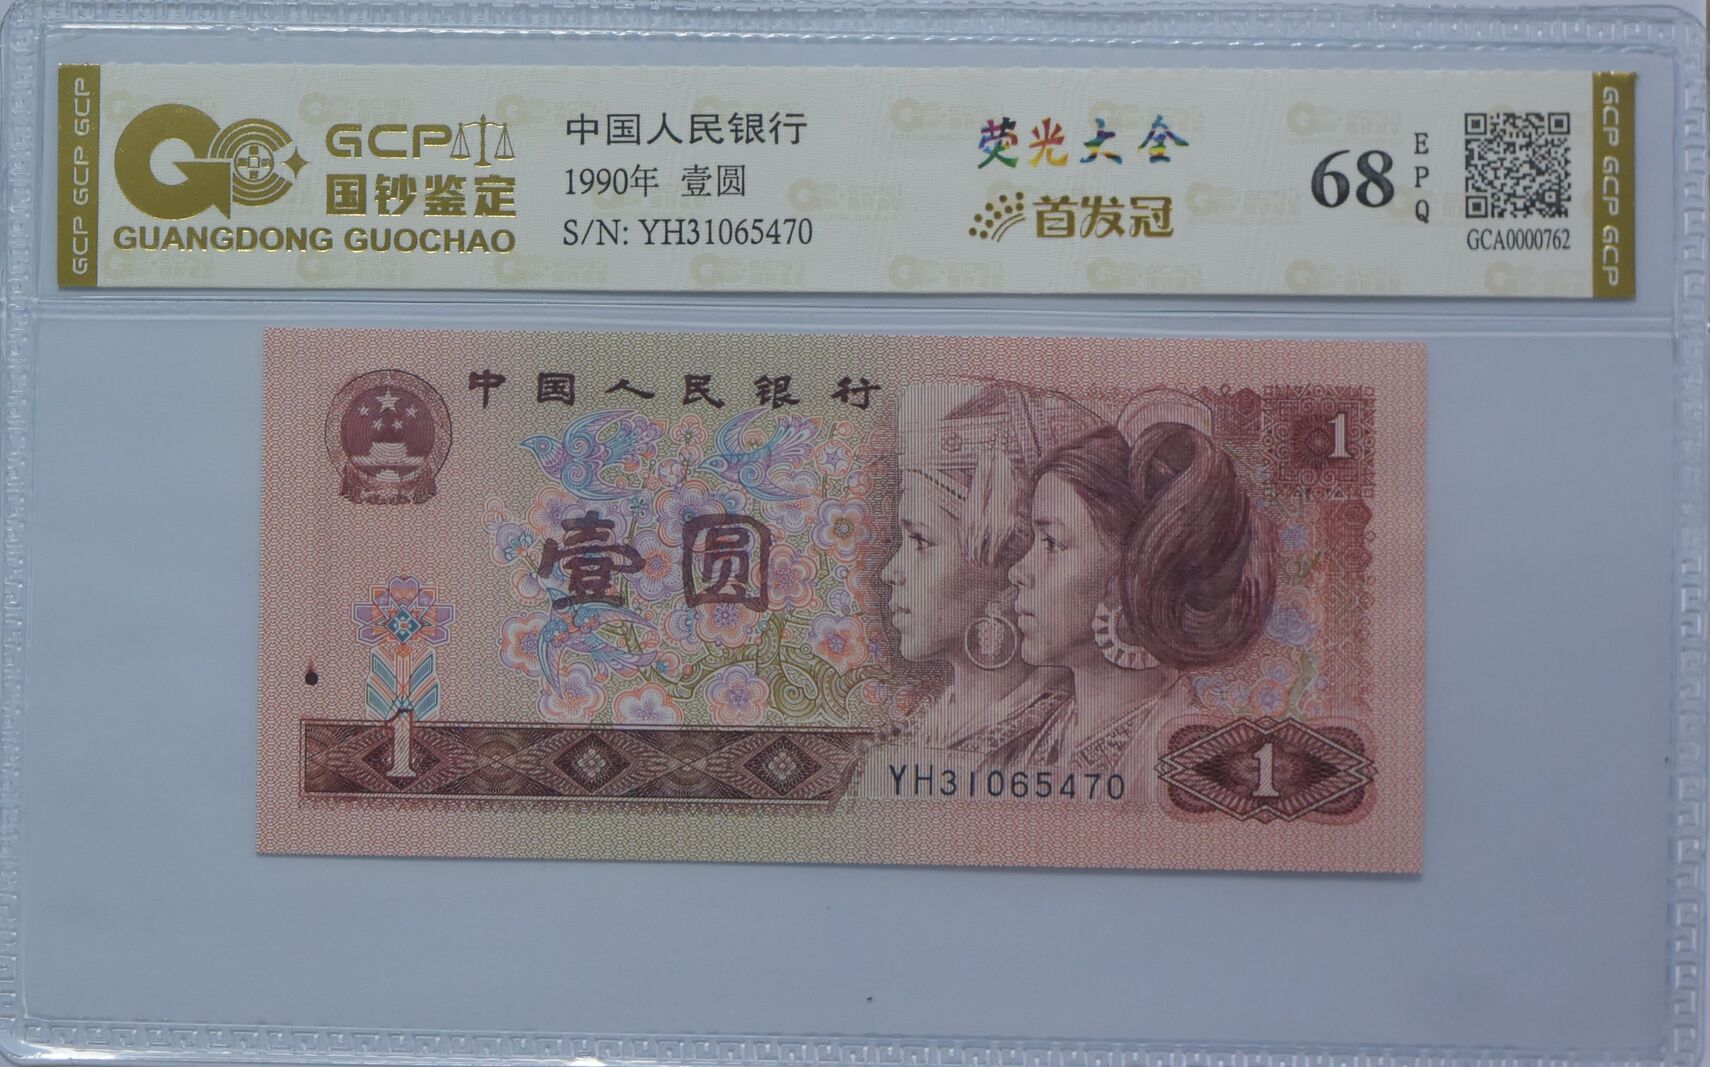 GCP GCP GCP
GCP
国钞鉴定
GUANGDONG GUOCHAO
中国人民银行
1990年 壹圆
S/N: YH31065470
荧光大全
首发冠
68
EPQ
GCA0000762
GCP GCP GCP
中国人民银行
1
壹圆
1
YH31065470
1